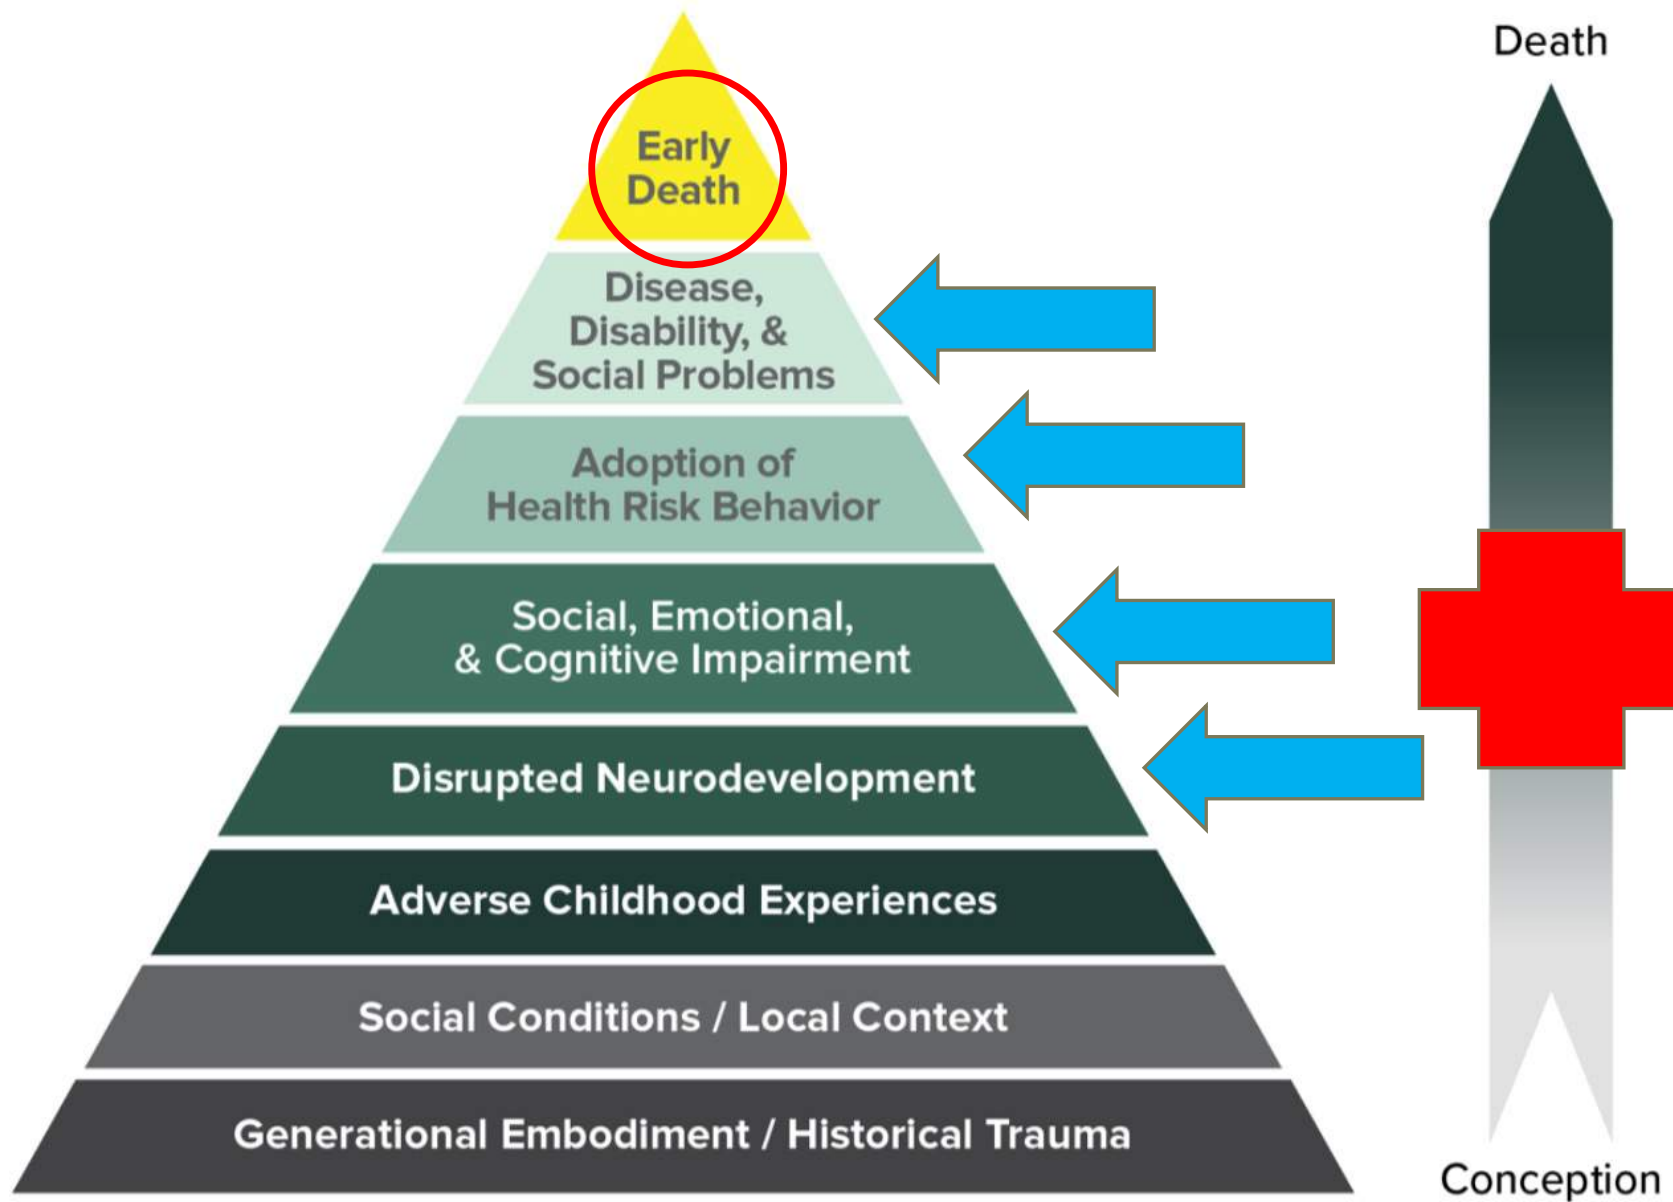 Death
Early
Death
Disease,
Disability, &
Social Problems
Adoption of
Health Risk Behavior
Social, Emotional,
& Cognitive Impairment
Disrupted Neurodevelopment
Adverse Childhood Experiences
Social Conditions / Local Context
Generational Embodiment / Historical Trauma
Conception